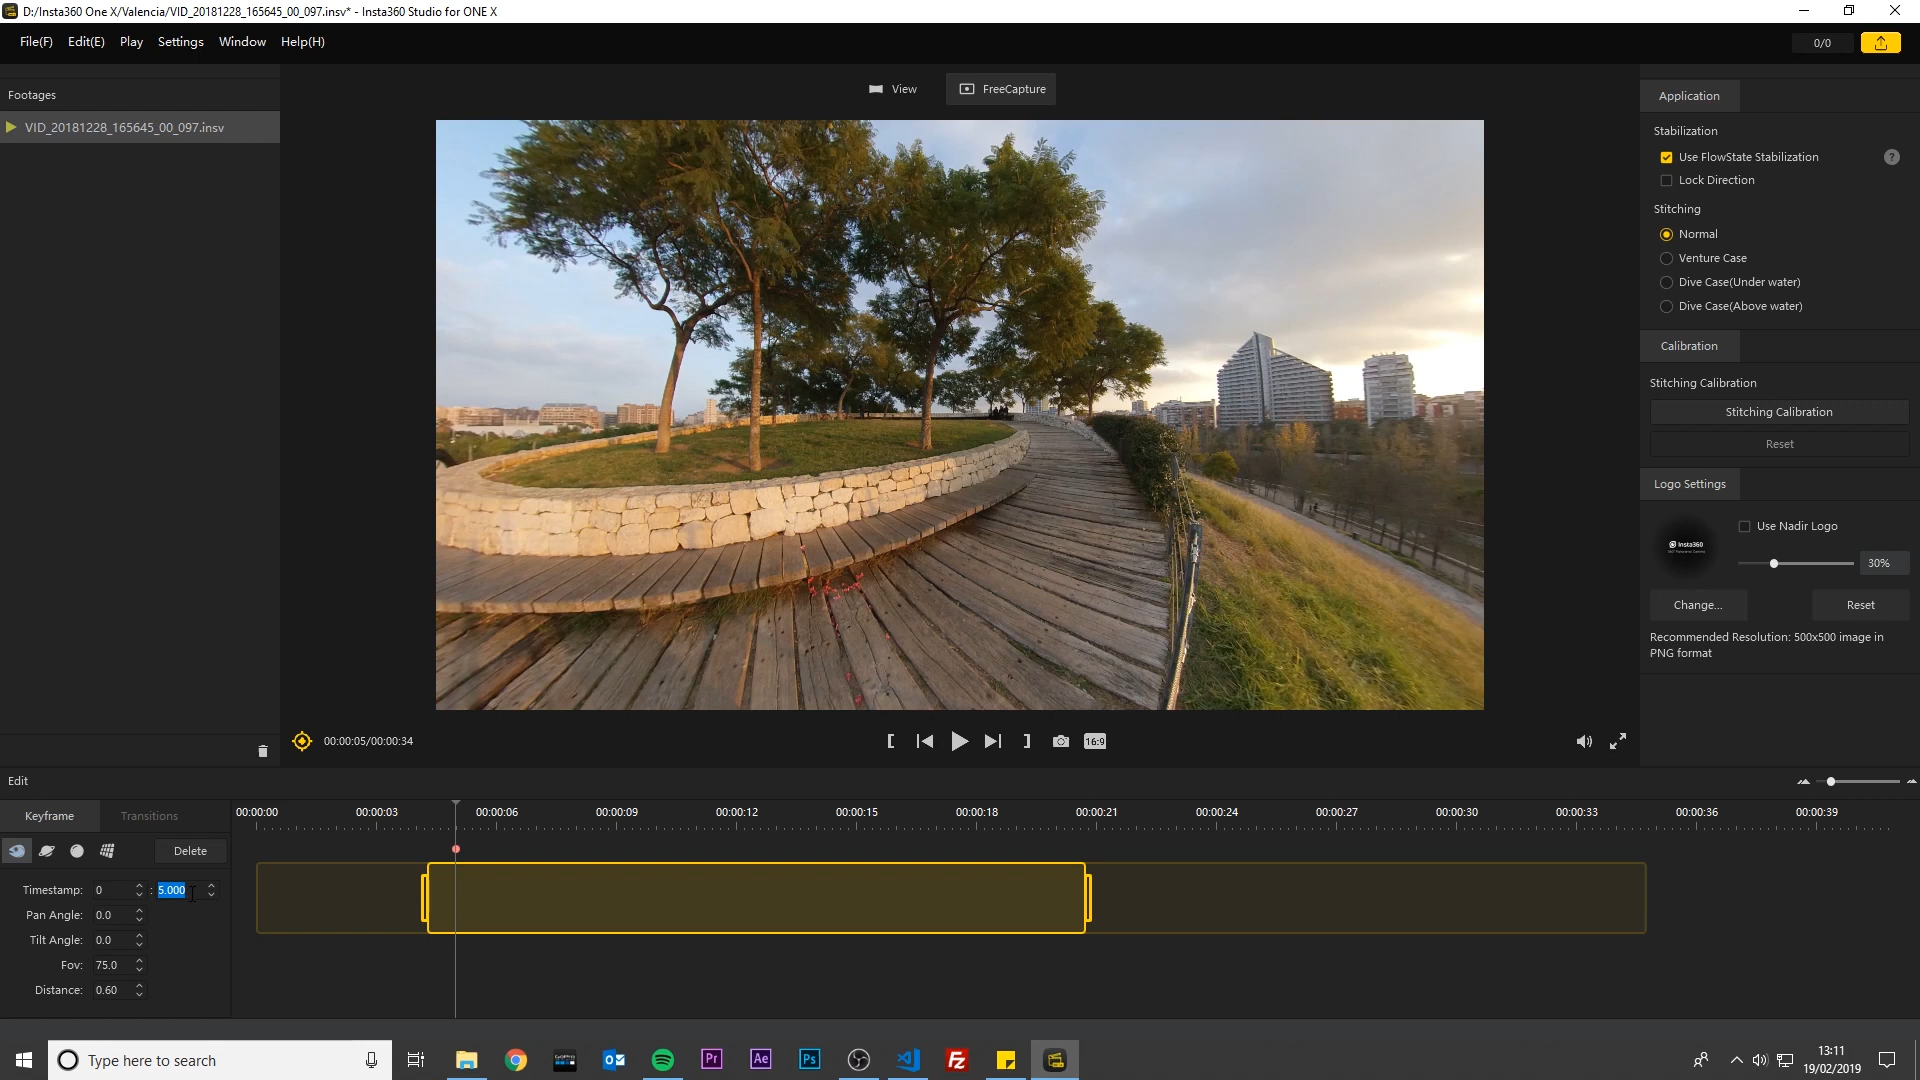 D:/Insta360 One X/Valencia/VID_20181228_165645_00_097.insv* - Insta360 Studio for ONE X
File(F) Edit(E) Play Settings Window Help(H)
0/0
View FreeCapture
Footages
VID_20181228_165645_00_097.insv
Application
Stabilization
Use FlowState Stabilization ?
Lock Direction
Stitching
Normal
Venture Case
Dive Case(Under water)
Dive Case(Above water)
Calibration
Stitching Calibration
Stitching Calibration
Reset
Logo Settings
Use Nadir Logo
Insta360
30%
Change... Reset
Recommended Resolution: 500x500 image in
PNG format
00:00:05/00:00:34
16:9
Edit
Keyframe Transitions
00:00:00 00:00:03 00:00:06 00:00:09 00:00:12 00:00:15 00:00:18 00:00:21 00:00:24 00:00:27 00:00:30 00:00:33 00:00:36 00:00:39
Delete
Timestamp: 0 : 5.000
Pan Angle: 0.0
Tilt Angle: 0.0
Fov: 75.0
Distance: 0.60
Type here to search
GoPro
Pr
Ae
Ps
Fz
13:11
19/02/2019